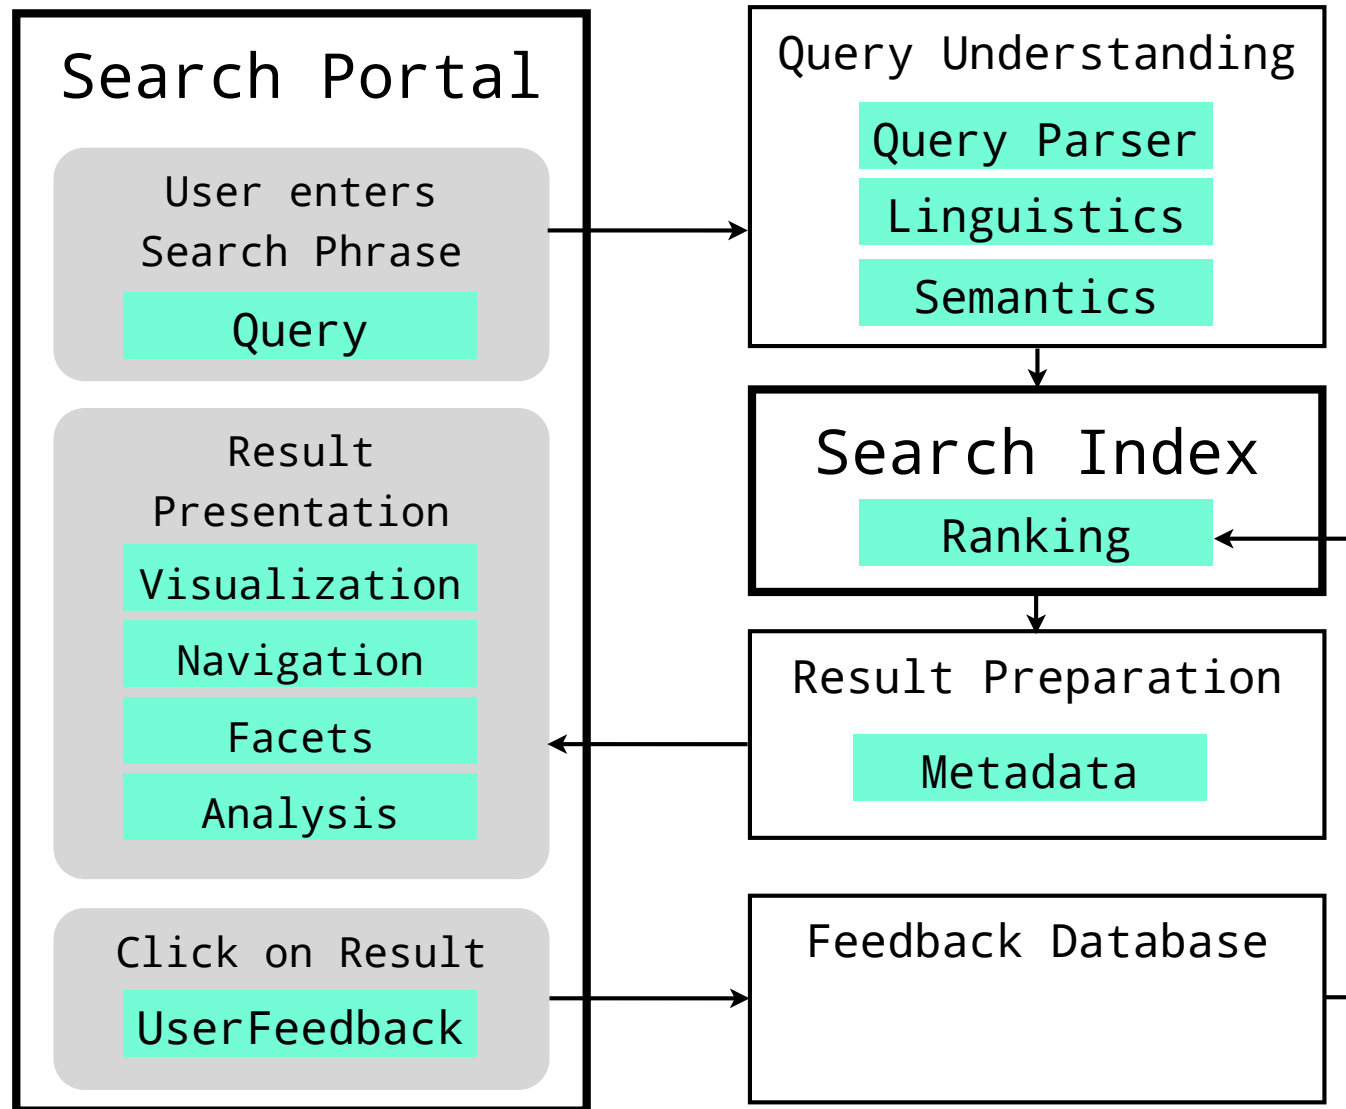 Search Portal
User enters
Search Phrase
Query
Result
Presentation
Visualization
Navigation
Facets
Analysis
Click on Result
UserFeedback
Query Understanding
Query Parser
Linguistics
Semantics
Search Index
Ranking
Result Preparation
Metadata
Feedback Database